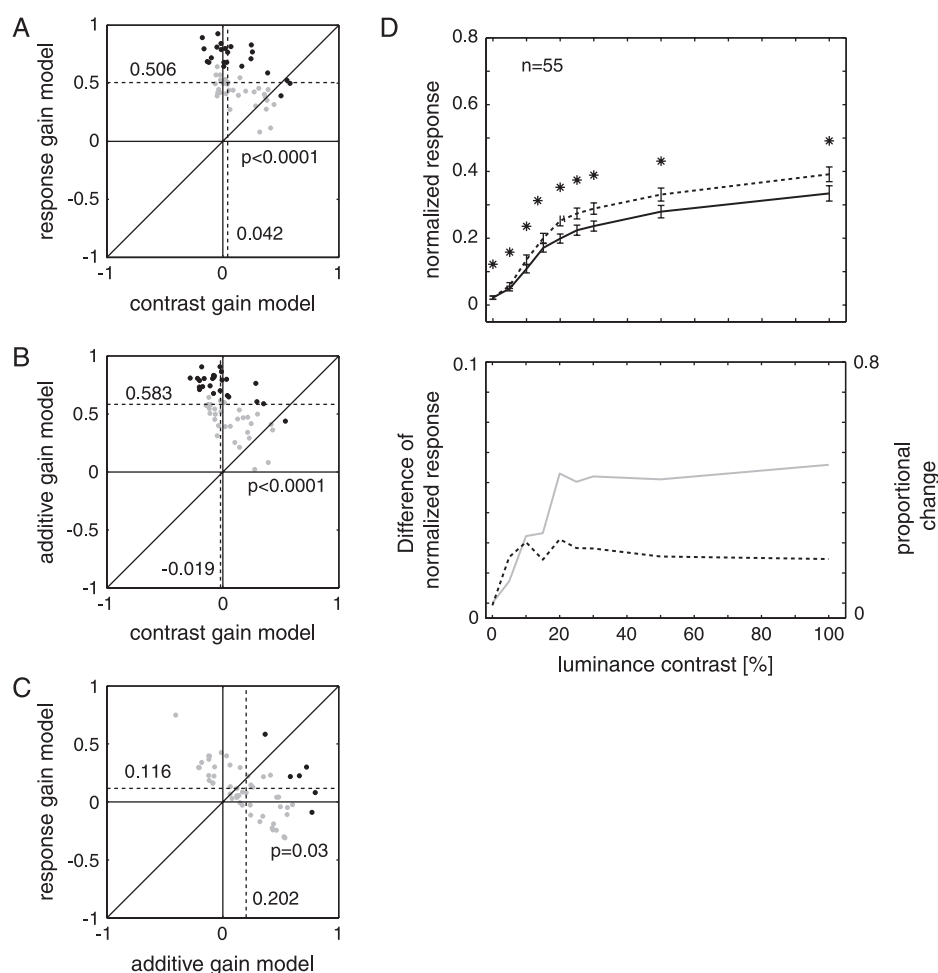 A
1
0.5
0
-0.5
-1
-1
0
1
0.506
p<0.0001
0.042
response gain model
contrast gain model
B
1
0.5
0
-0.5
-1
-1
0
1
0.583
p<0.0001
-0.019
additive gain model
contrast gain model
C
1
0.5
0
-0.5
-1
-1
0
1
0.116
p=0.03
0.202
response gain model
additive gain model
D
0.8
0.6
0.4
0.2
0
n=55
* * * * * * * * *
normalized response
0.1
0
0.8
0
Difference of
normalized response
proportional
change
0
20
40
60
80
100
luminance contrast [%]